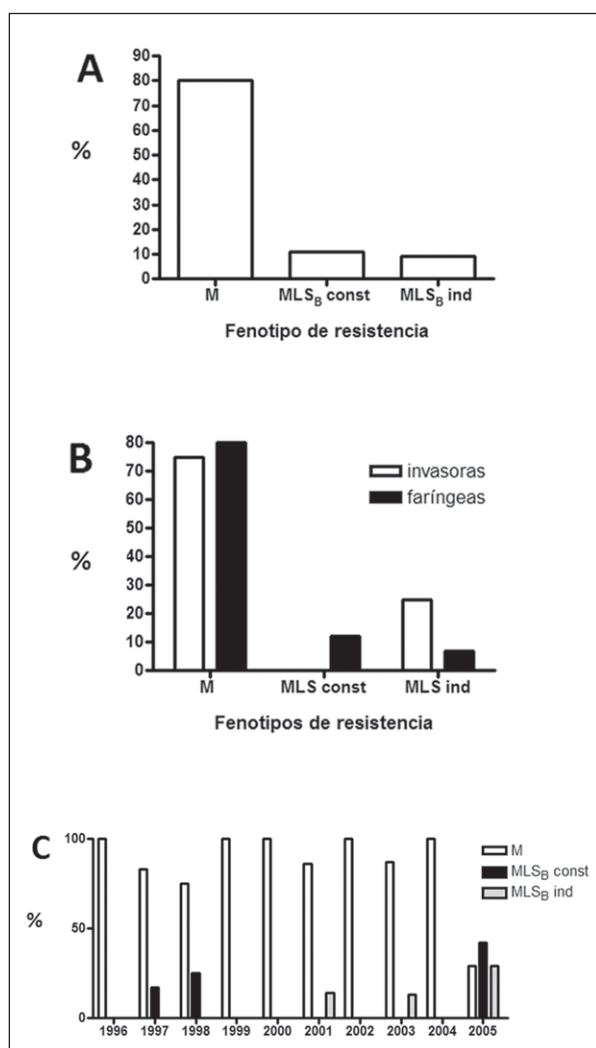 A
%
90
80
70
60
50
40
30
20
10
0
M MLSB const MLSB ind
Fenotipo de resistencia
B
%
80
70
60
50
40
30
20
10
0
invasoras
faríngeas
M MLS const MLS ind
Fenotipos de resistencia
C
%
100
50
0
M
MLSB const
MLSB ind
1996 1997 1998 1999 2000 2001 2002 2003 2004 2005